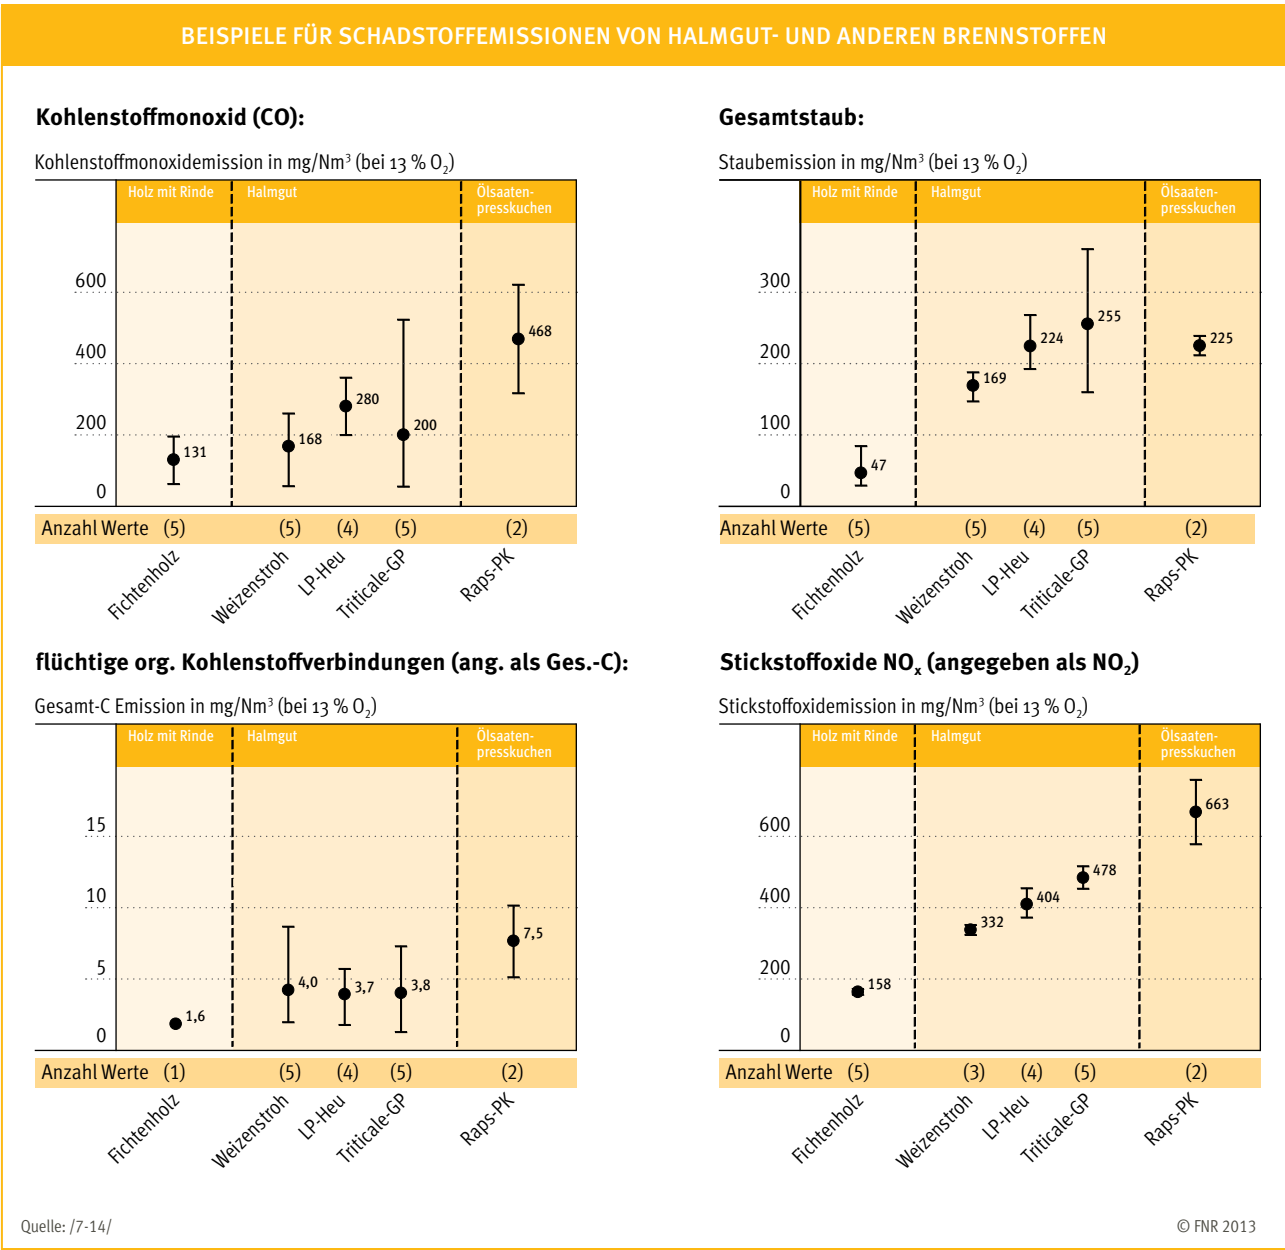 BEISPIELE FÜR SCHADSTOFFEMISSIONEN VON HALMGUT- UND ANDEREN BRENNSTOFFEN
Kohlenstoffmonoxid (CO):
Kohlenstoffmonoxidemission in mg/Nm³ (bei 13 % O₂)
Holz mit Rinde
Halmgut
Ölsaaten-
presskuchen
600
400
200
0
131
168
280
200
468
Anzahl Werte (5) (5) (4) (5) (2)
Fichtenholz
Weizenstroh
LP-Heu
Triticale-GP
Raps-PK
Gesamtstaub:
Staubemission in mg/Nm³ (bei 13 % O₂)
Holz mit Rinde
Halmgut
Ölsaaten-
presskuchen
300
200
100
0
47
169
224
255
225
Anzahl Werte (5) (5) (4) (5) (2)
Fichtenholz
Weizenstroh
LP-Heu
Triticale-GP
Raps-PK
flüchtige org. Kohlenstoffverbindungen (ang. als Ges.-C):
Gesamt-C Emission in mg/Nm³ (bei 13 % O₂)
Holz mit Rinde
Halmgut
Ölsaaten-
presskuchen
15
10
5
0
1,6
4,0
3,7
3,8
7,5
Anzahl Werte (1) (5) (4) (5) (2)
Fichtenholz
Weizenstroh
LP-Heu
Triticale-GP
Raps-PK
Stickstoffoxide NOₓ (angegeben als NO₂)
Stickstoffoxidemission in mg/Nm³ (bei 13 % O₂)
Holz mit Rinde
Halmgut
Ölsaaten-
presskuchen
600
400
200
0
158
332
404
478
663
Anzahl Werte (5) (3) (4) (5) (2)
Fichtenholz
Weizenstroh
LP-Heu
Triticale-GP
Raps-PK
Quelle: /7-14/
© FNR 2013